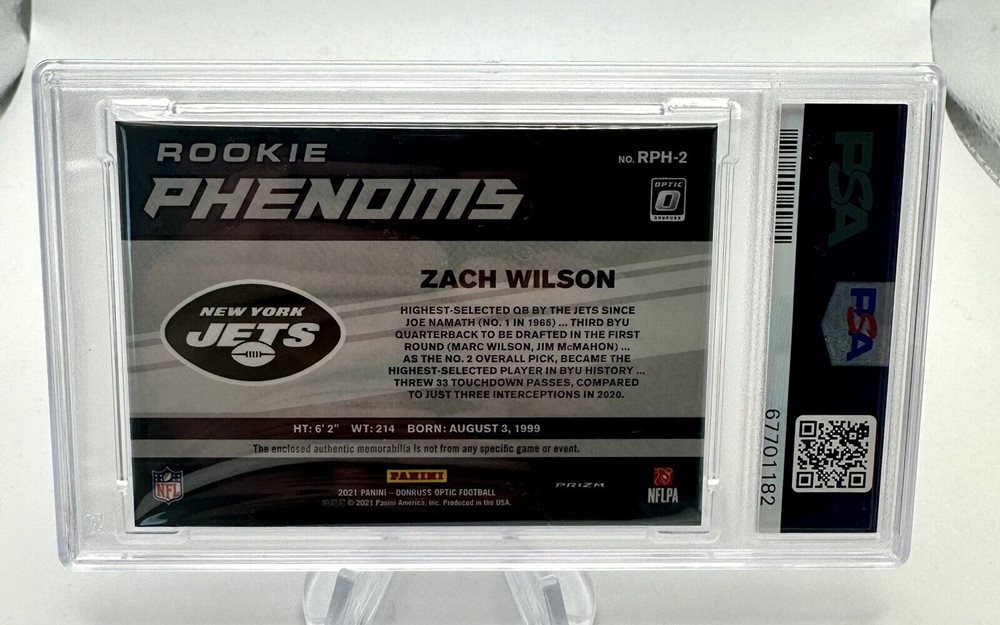 ROOKIE
PHENOMS
NO. RPH-2
OPTIC
DONRUSS
ZACH WILSON
NEW YORK
JETS
HIGHEST-SELECTED QB BY THE JETS SINCE
JOE NAMATH (NO. 1 IN 1965) ... THIRD BYU
QUARTERBACK TO BE DRAFTED IN THE FIRST
ROUND (MARC WILSON, JIM McMAHON) ...
AS THE NO. 2 OVERALL PICK, BECAME THE
HIGHEST-SELECTED PLAYER IN BYU HISTORY ...
THREW 33 TOUCHDOWN PASSES, COMPARED
TO JUST THREE INTERCEPTIONS IN 2020.
HT: 6' 2" WT: 214 BORN: AUGUST 3, 1999
The enclosed authentic memorabilia is not from any specific game or event.
NFL
PANINI
2021 PANINI - DONRUSS OPTIC FOOTBALL
© 2021 Panini America, Inc. Produced in the USA.
PRIZM
NFLPA
PSA
PSA
67701182